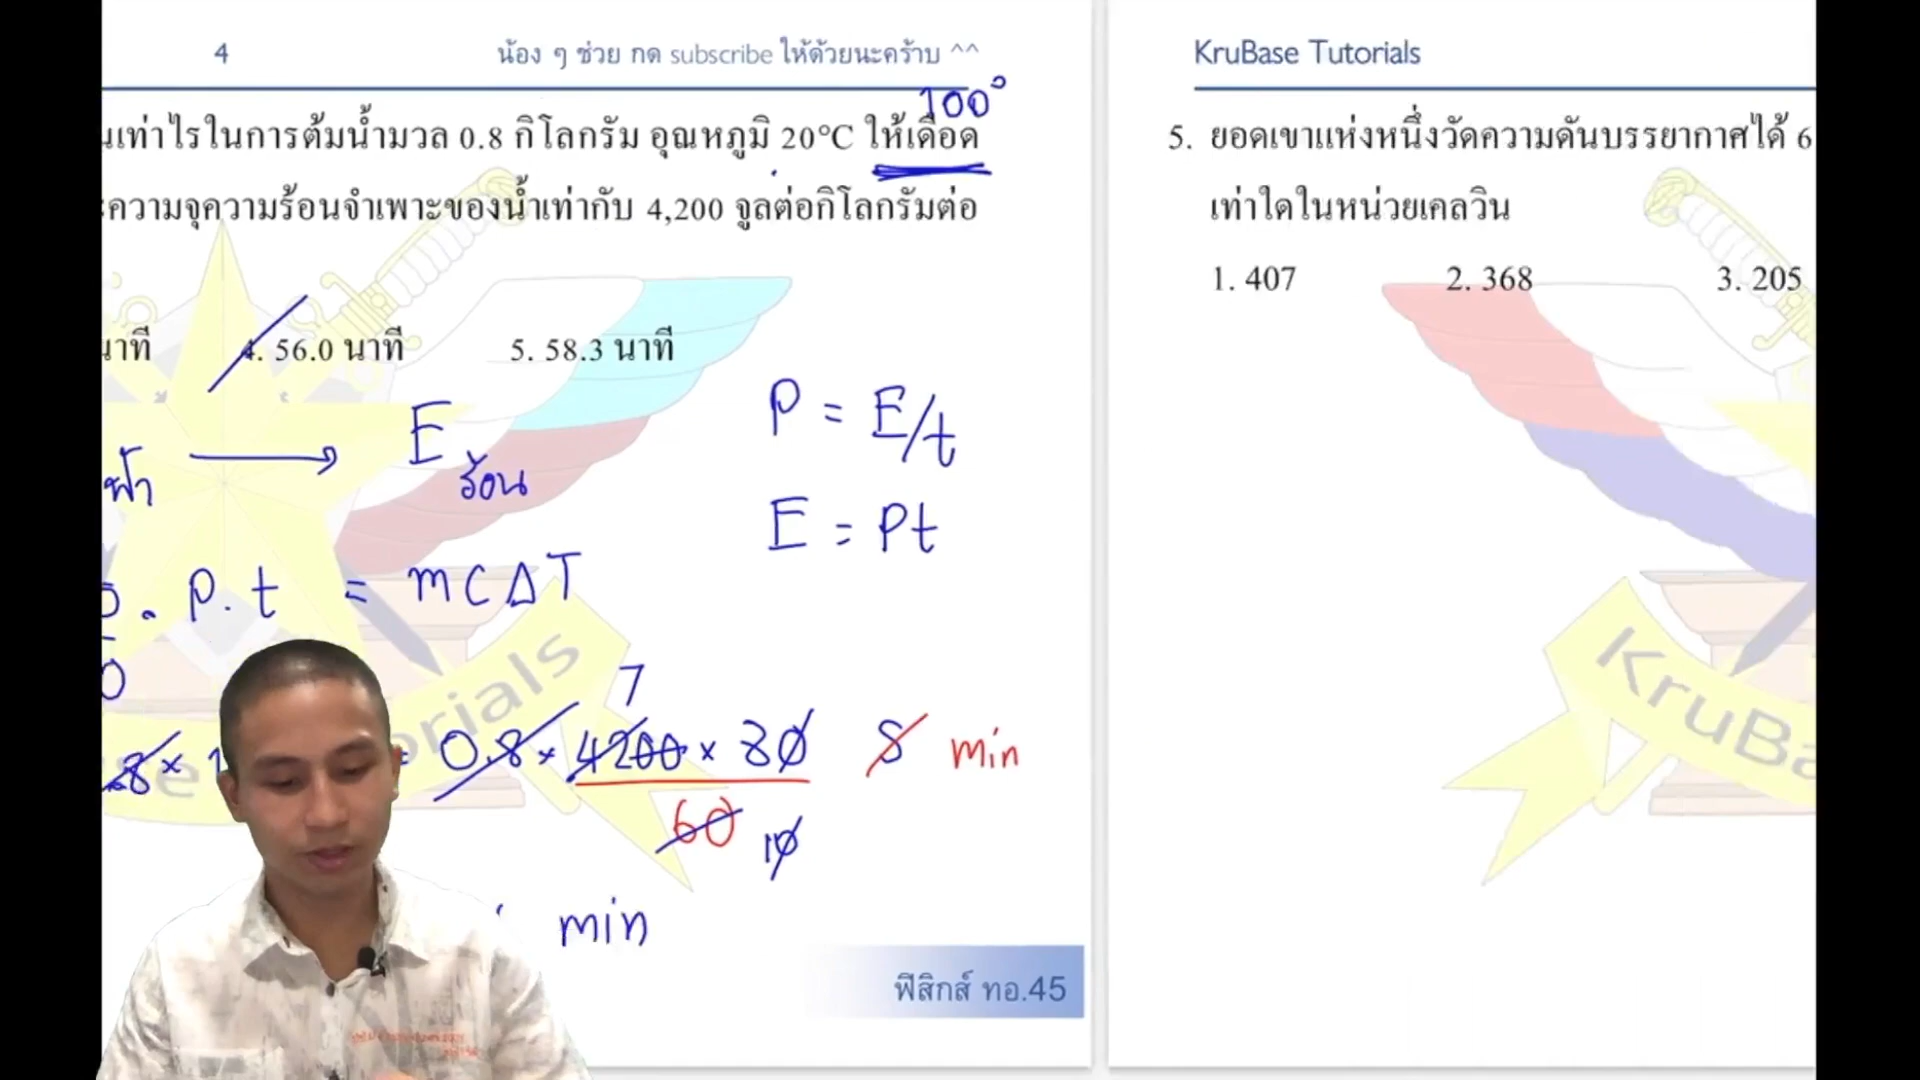 4
น้อง ๆ ช่วย กด subscribe ให้ด้วยนะคร้าบ ^^
100°
นเท่าไรในการต้มน้ำมวล 0.8 กิโลกรัม อุณหภูมิ 20°C ให้เดือด
ะความจุความร้อนจำเพาะของน้ำเท่ากับ 4,200 จูลต่อกิโลกรัมต่อ
นาที 4. 56.0 นาที 5. 58.3 นาที
P = E/t
ฟ้า → E ร้อน
E = Pt
. P. t = mCΔT
7
8 × = 0.8 × 4200 × 80 8 min
60 10
min
ฟิสิกส์ ทอ.45
KruBase Tutorials
5. ยอดเขาแห่งหนึ่งวัดความดันบรรยากาศได้ 6
เท่าใดในหน่วยเคลวิน
1. 407 2. 368 3. 205
KruBa